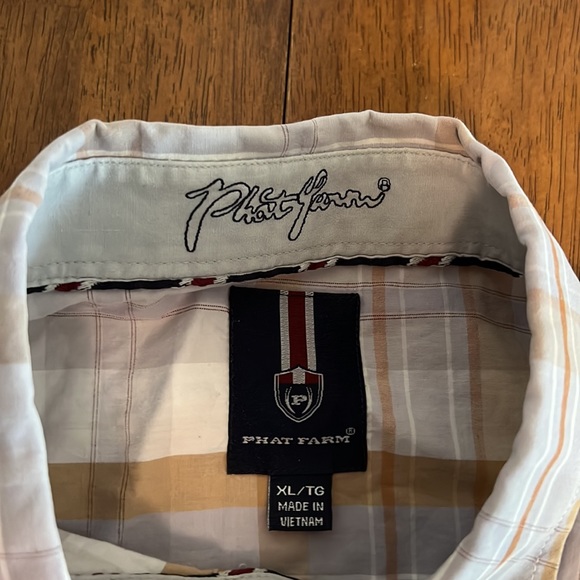 Phat Farm®
P
PHAT FARM®
XL/TG
MADE IN
VIETNAM